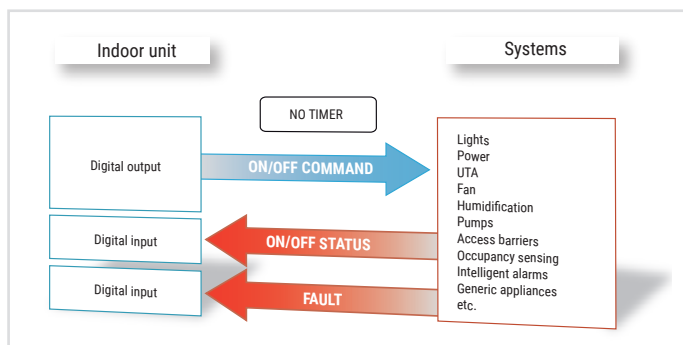 Indoor unit
Systems
NO TIMER
Digital output
ON/OFF COMMAND
Digital input
ON/OFF STATUS
Digital input
FAULT
Lights
Power
UTA
Fan
Humidification
Pumps
Access barriers
Occupancy sensing
Intelligent alarms
Generic appliances
etc.